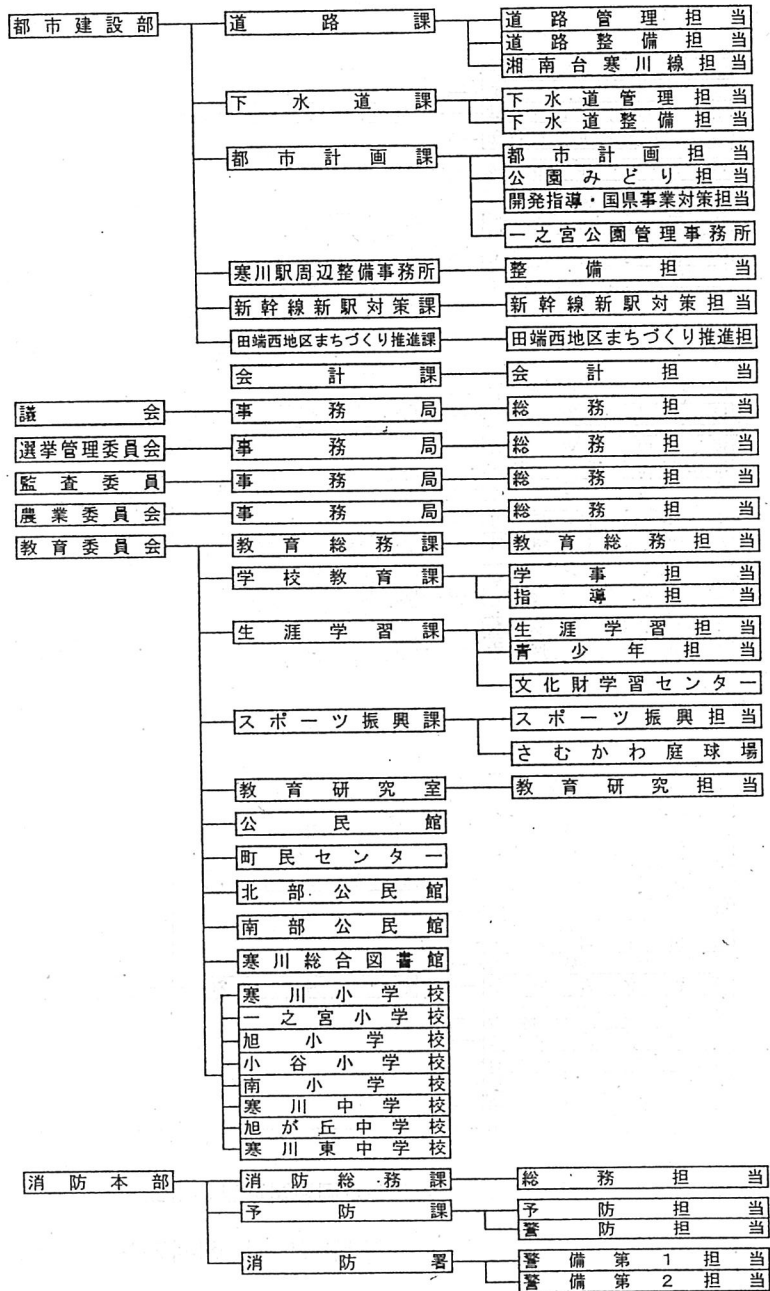 都市建設部 道路課 道路管理担当
道路整備担当
湘南台寒川線担当
下水道課 下水道管理担当
下水道整備担当
都市計画課 都市計画担当
公園みどり担当
開発指導・国県事業対策担当
一之宮公園管理事務所
寒川駅周辺整備事務所 整備担当
新幹線新駅対策課 新幹線新駅対策担当
田端西地区まちづくり推進課 田端西地区まちづくり推進担
会計課 会計担当
議会 事務局 総務担当
選挙管理委員会 事務局 総務担当
監査委員 事務局 総務担当
農業委員会 事務局 総務担当
教育委員会 教育総務課 教育総務担当
学校教育課 学事担当
指導担当
生涯学習課 生涯学習担当
青少年担当
文化財学習センター
スポーツ振興課 スポーツ振興担当
さむかわ庭球場
教育研究室 教育研究担当
公民館
町民センター
北部公民館
南部公民館
寒川総合図書館
寒川小学校
一之宮小学校
旭小学校
小谷小学校
南小学校
寒川中学校
旭が丘中学校
寒川東中学校
消防本部 消防総務課 総務担当
予防課 予防担当
警防担当
消防署 警備第1担当
警備第2担当